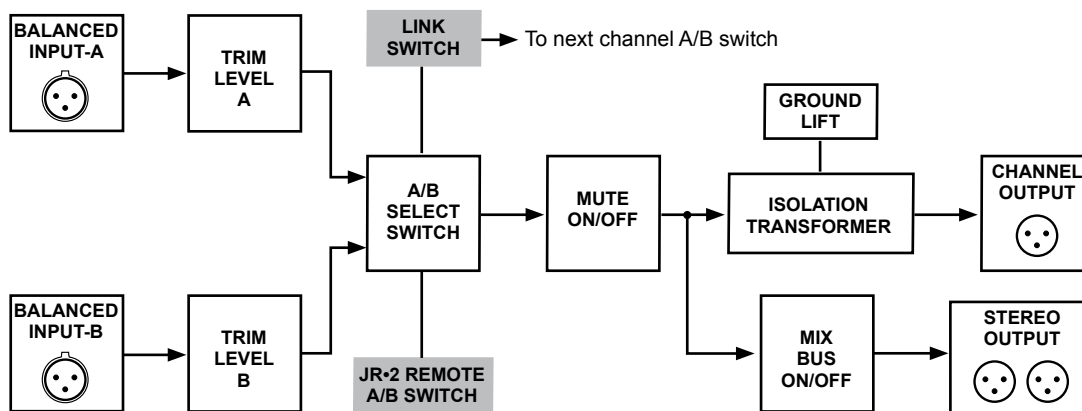 BALANCED
INPUT-A
TRIM
LEVEL
A
LINK
SWITCH
To next channel A/B switch
GROUND
LIFT
A/B
SELECT
SWITCH
MUTE
ON/OFF
ISOLATION
TRANSFORMER
CHANNEL
OUTPUT
BALANCED
INPUT-B
TRIM
LEVEL
B
JR•2 REMOTE
A/B SWITCH
MIX
BUS
ON/OFF
STEREO
OUTPUT